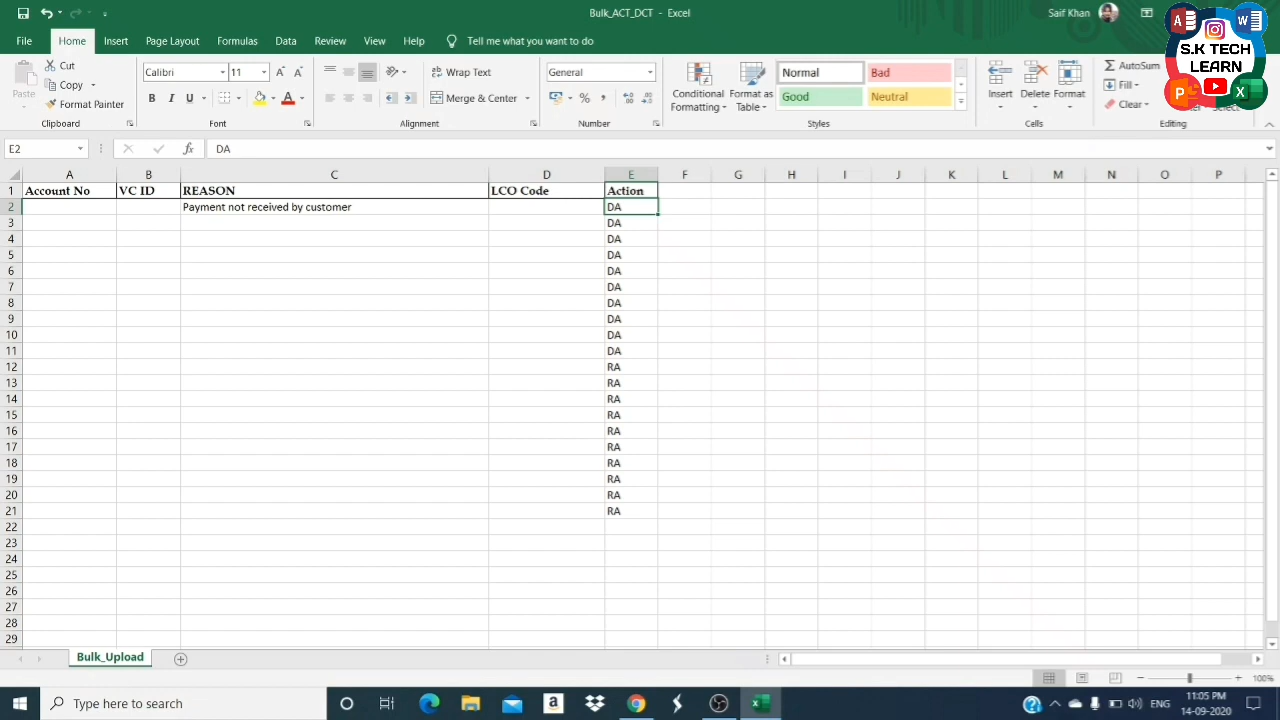 Bulk_ACT_DCT - Excel
Saif Khan
File Home Insert Page Layout Formulas Data Review View Help Tell me what you want to do
S.K TECH
LEARN
Paste
Cut
Copy
Format Painter
Clipboard
Calibri 11
B I U
Font
Wrap Text
Merge &
Alignment
General
% ,
Number
Conditional
Formatting
Format as
Table
Normal Bad
Good Neutral
Styles
Insert Delete Format
Cells
AutoSum
Fill
Clear
Editing
E2 fx DA
A B C D E F G H I J K L M N O P
1 Account No VC ID REASON LCO Code Action
2 Payment not received by customer DA
3 DA
4 DA
5 DA
6 DA
7 DA
8 DA
9 DA
10 DA
11 DA
12 RA
13 RA
14 RA
15 RA
16 RA
17 RA
18 RA
19 RA
20 RA
21 RA
22
23
24
25
26
27
28
29
Bulk_Upload
100%
Type here to search
ENG
11:05 PM
14-09-2020